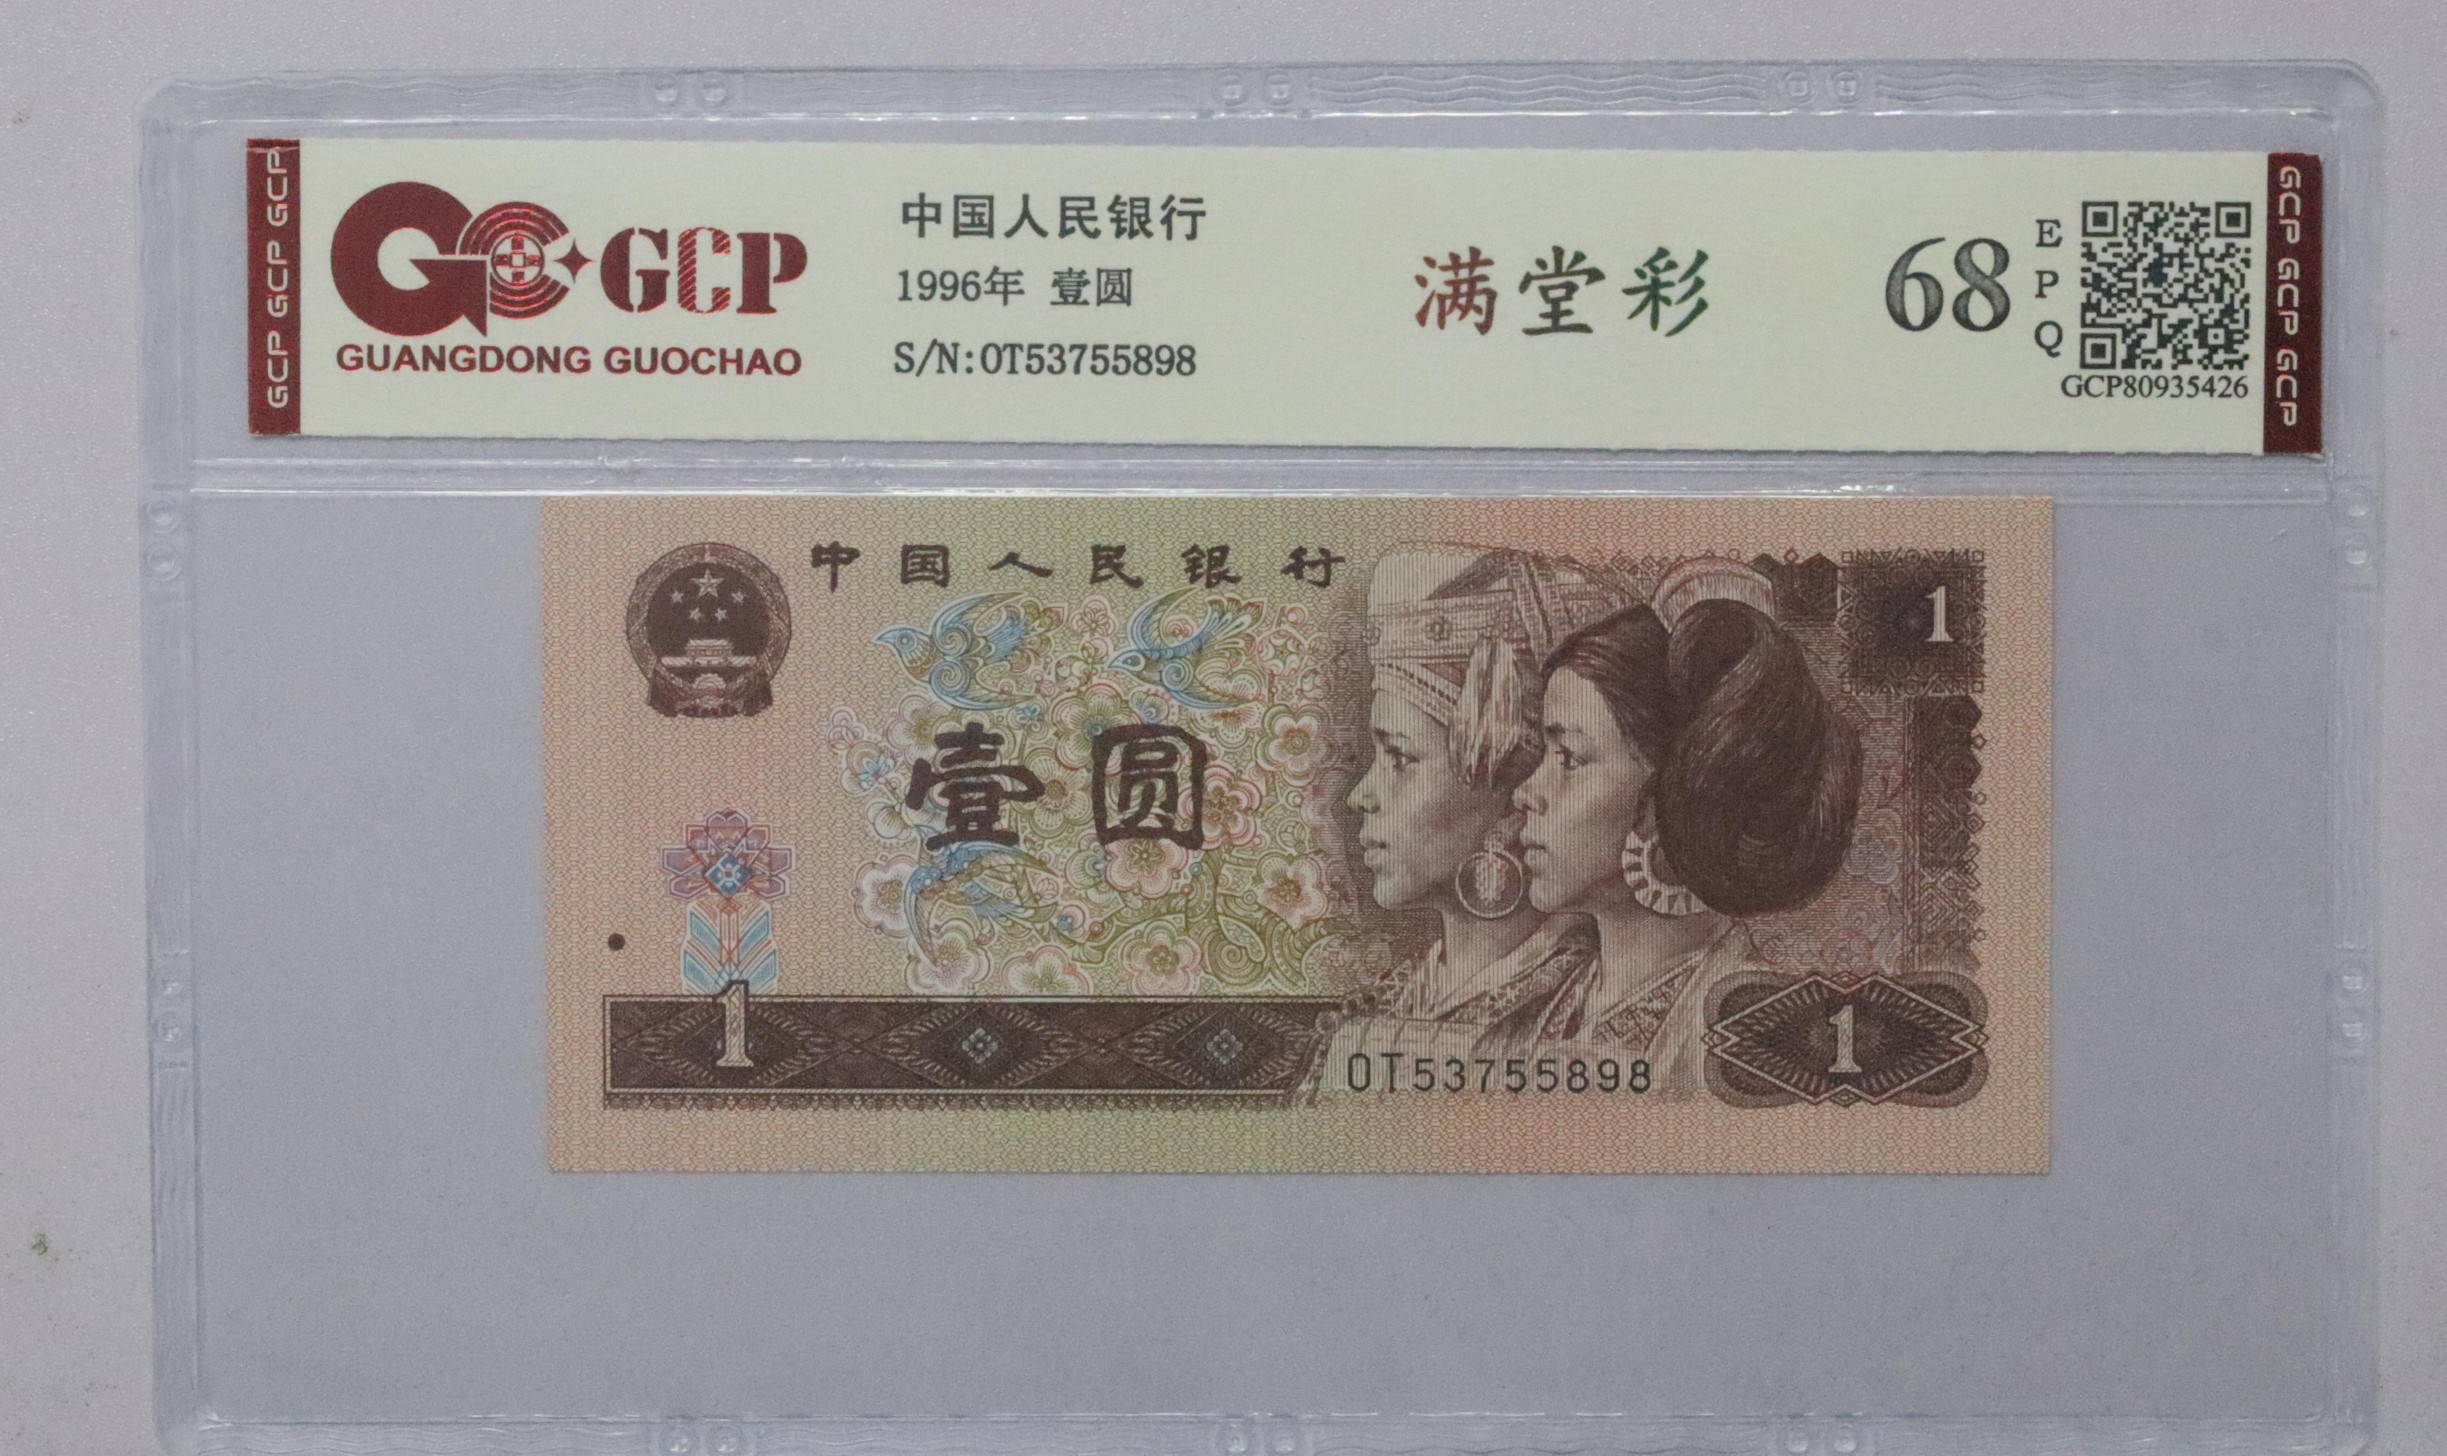 GCP GCP GCP
GCP
GUANGDONG GUOCHAO
中国人民银行
1996年 壹圆
S/N:OT53755898
满堂彩
68
E
P
Q
GCP80935426
GCP GCP GCP
中国人民银行
1
壹圆
1
OT53755898
1